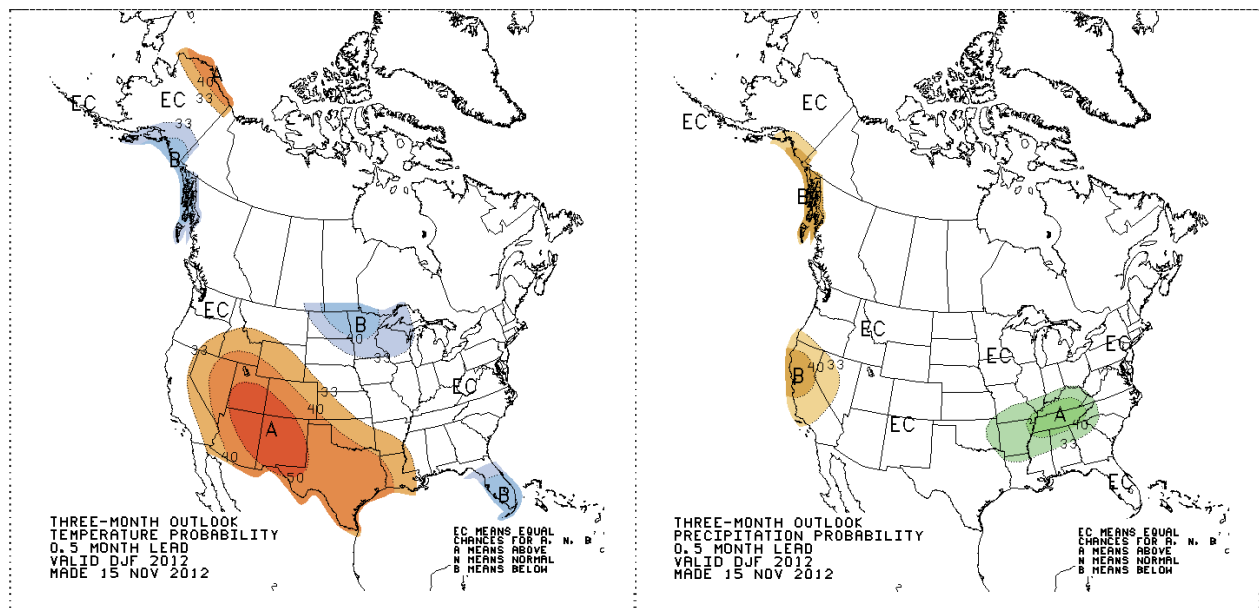 A
40
33
EC
EC
33
B
EC
33
B
40
33
EC
33
40
A
40
50
B
THREE-MONTH OUTLOOK
TEMPERATURE PROBABILITY
0.5 MONTH LEAD
VALID DJF 2012
MADE 15 NOV 2012
EC MEANS EQUAL
CHANCES FOR A, N, B
A MEANS ABOVE
N MEANS NORMAL
B MEANS BELOW
EC
EC
B
EC
EC
EC
B
40
33
A
40
33
EC
EC
THREE-MONTH OUTLOOK
PRECIPITATION PROBABILITY
0.5 MONTH LEAD
VALID DJF 2012
MADE 15 NOV 2012
EC MEANS EQUAL
CHANCES FOR A, N, B
A MEANS ABOVE
N MEANS NORMAL
B MEANS BELOW